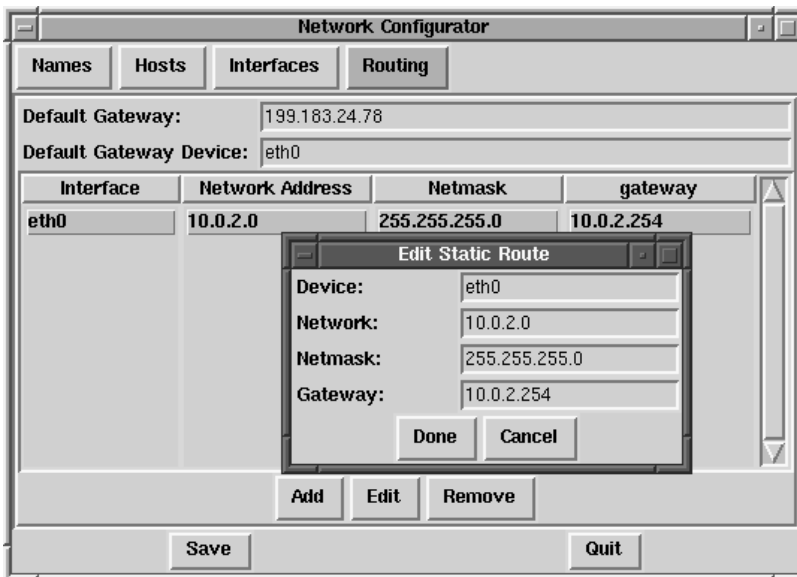 Network Configurator
Names Hosts Interfaces Routing
Default Gateway: 199.183.24.78
Default Gateway Device: eth0
Interface Network Address Netmask gateway
eth0 10.0.2.0 255.255.255.0 10.0.2.254
Edit Static Route
Device: eth0
Network: 10.0.2.0
Netmask: 255.255.255.0
Gateway: 10.0.2.254
Done Cancel
Add Edit Remove
Save Quit